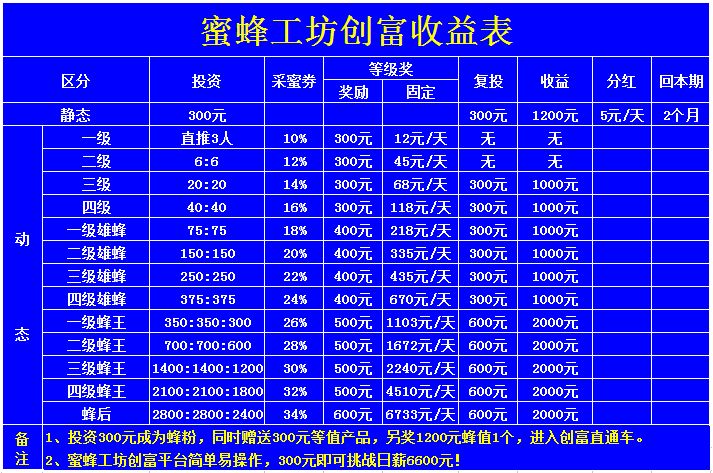 蜜蜂工坊创富收益表
区分 投资 采蜜券 等级奖 复投 收益 分红 回本期
奖励 固定
静态 300元 300元 1200元 5元/天 2个月
动态
一级 直推3人 10% 300元 12元/天 无 无
二级 6:6 12% 300元 45元/天 无 无
三级 20:20 14% 300元 68元/天 300元 1000元
四级 40:40 16% 300元 118元/天 300元 1000元
一级雄蜂 75:75 18% 400元 218元/天 300元 1000元
二级雄蜂 150:150 20% 400元 335元/天 300元 1000元
三级雄蜂 250:250 22% 400元 435元/天 300元 1000元
四级雄蜂 375:375 24% 400元 670元/天 300元 1000元
一级蜂王 350:350:300 26% 500元 1103元/天 600元 2000元
二级蜂王 700:700:600 28% 500元 1672元/天 600元 2000元
三级蜂王 1400:1400:1200 30% 500元 2240元/天 600元 2000元
四级蜂王 2100:2100:1800 32% 500元 4510元/天 600元 2000元
蜂后 2800:2800:2400 34% 600元 6733元/天 600元 2000元
备注
1、投资300元成为蜂粉，同时赠送300元等值产品，另奖1200元蜂值1个，进入创富直通车。
2、蜜蜂工坊创富平台简单易操作，300元即可挑战日薪6600元！